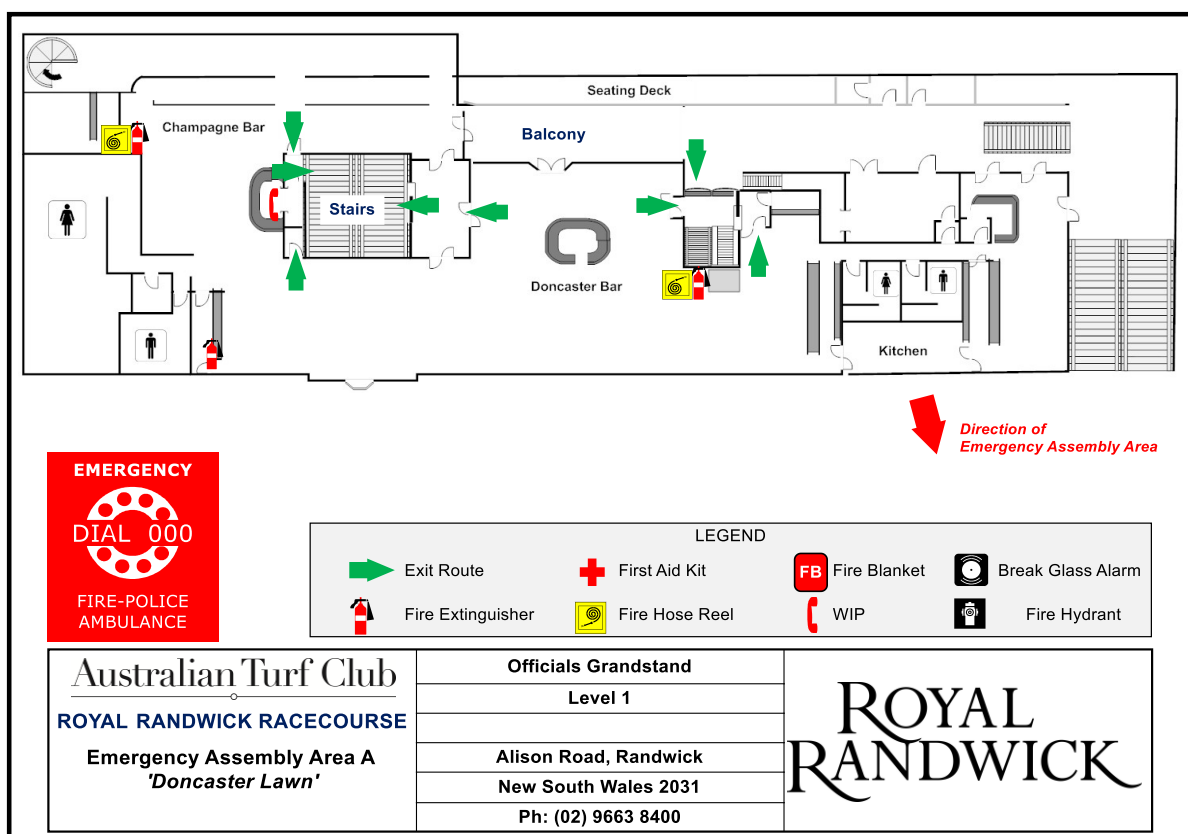 Seating Deck
Champagne Bar
Balcony
Stairs
Doncaster Bar
Kitchen
Direction of
Emergency Assembly Area
EMERGENCY
DIAL 000
FIRE-POLICE
AMBULANCE
LEGEND
Exit Route
First Aid Kit
FB
Fire Blanket
Break Glass Alarm
Fire Extinguisher
Fire Hose Reel
WIP
Fire Hydrant
Australian Turf Club
ROYAL RANDWICK RACECOURSE
Emergency Assembly Area A
'Doncaster Lawn'
Officials Grandstand
Level 1
Alison Road, Randwick
New South Wales 2031
Ph: (02) 9663 8400
ROYAL
RANDWICK